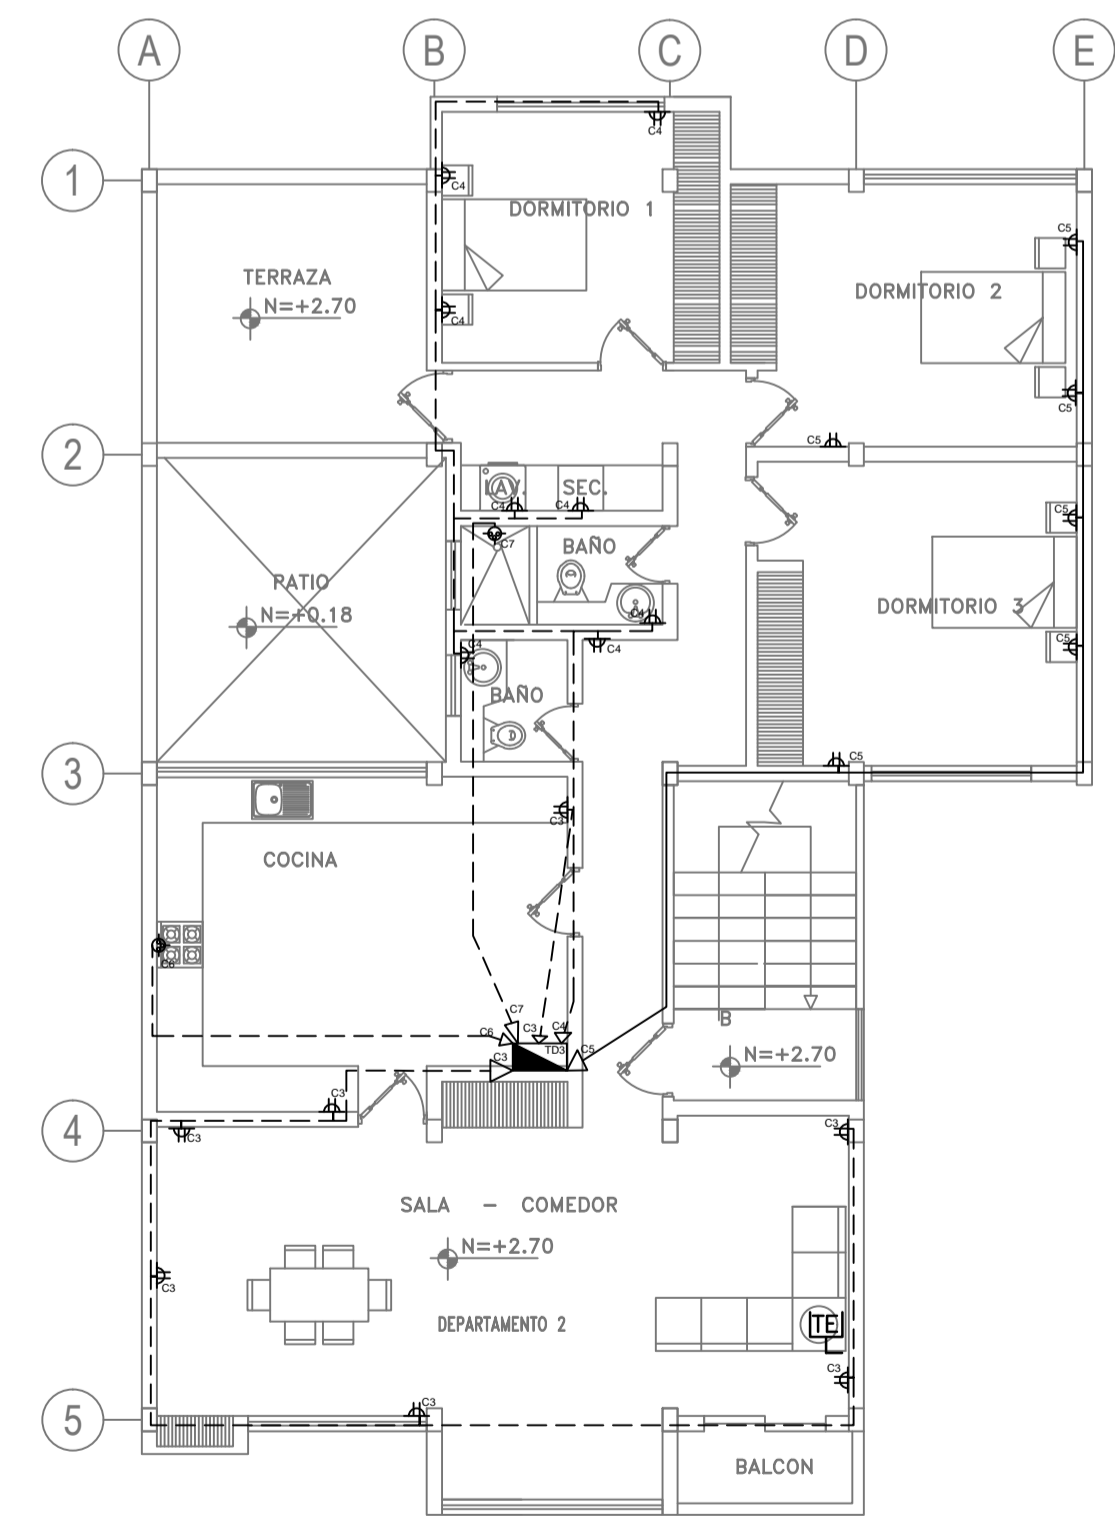 A B C D E
C4
1
C4
DORMITORIO 1
C5
TERRAZA
N=+2.70
DORMITORIO 2
C4
C5
C5
2
LAV. SEC.
C4 C4
C5
C7
BAÑO
PATIO
N=+0.18
DORMITORIO 3
C4
C4
C4
C5
BAÑO
C5
3
C3
COCINA
C6
C7
C6 C3 C4
TD3
C5
C3
B
N=+2.70
C3
4
C3
C3
SALA - COMEDOR
N=+2.70
C3
DEPARTAMENTO 2
TE
C3
C3
5
BALCON